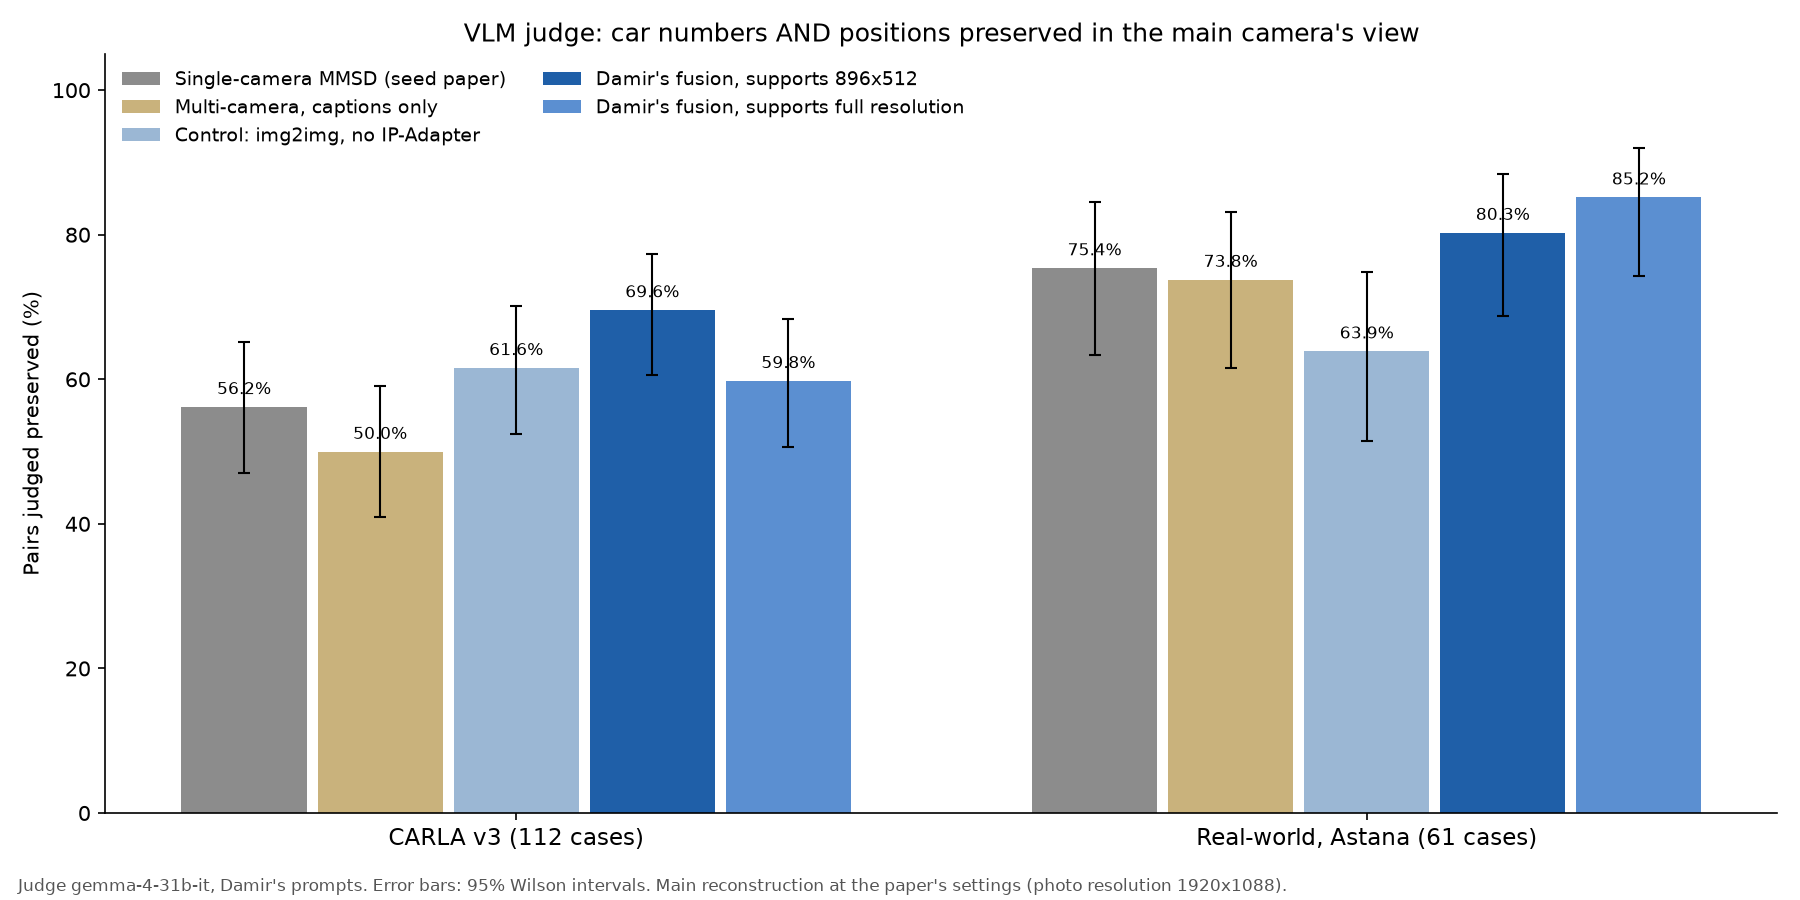 VLM judge: car numbers AND positions preserved in the main camera's view
Single-camera MMSD (seed paper)
Multi-camera, captions only
Control: img2img, no IP-Adapter
Damir's fusion, supports 896x512
Damir's fusion, supports full resolution
Pairs judged preserved (%)
100
80
60
40
20
0
56.2%
50.0%
61.6%
69.6%
59.8%
75.4%
73.8%
63.9%
80.3%
85.2%
CARLA v3 (112 cases)
Real-world, Astana (61 cases)
Judge gemma-4-31b-it, Damir's prompts. Error bars: 95% Wilson intervals. Main reconstruction at the paper's settings (photo resolution 1920x1088).